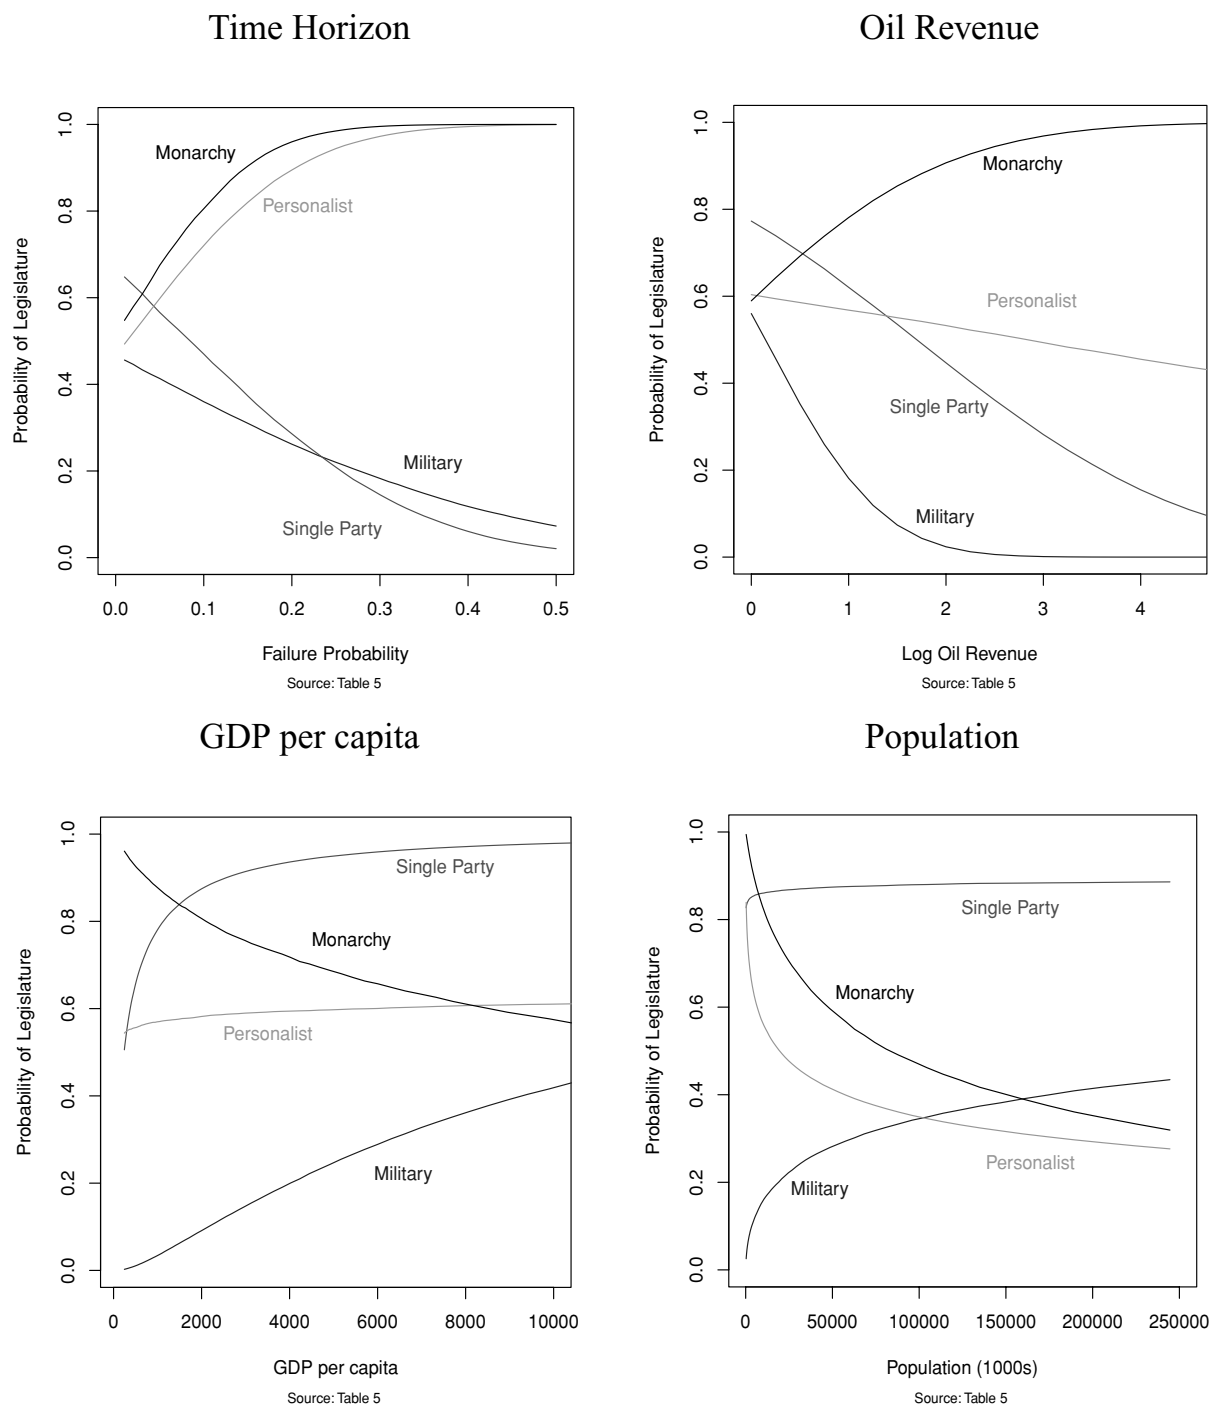 Time Horizon
Probability of Legislature
0.0 0.2 0.4 0.6 0.8 1.0
Monarchy
Personalist
Military
Single Party
0.0 0.1 0.2 0.3 0.4 0.5
Failure Probability
Source: Table 5
Oil Revenue
Probability of Legislature
0.0 0.2 0.4 0.6 0.8 1.0
Monarchy
Personalist
Single Party
Military
0 1 2 3 4
Log Oil Revenue
Source: Table 5
GDP per capita
Probability of Legislature
0.0 0.2 0.4 0.6 0.8 1.0
Single Party
Monarchy
Personalist
Military
0 2000 4000 6000 8000 10000
GDP per capita
Source: Table 5
Population
Probability of Legislature
0.0 0.2 0.4 0.6 0.8 1.0
Single Party
Monarchy
Personalist
Military
0 50000 100000 150000 200000 250000
Population (1000s)
Source: Table 5